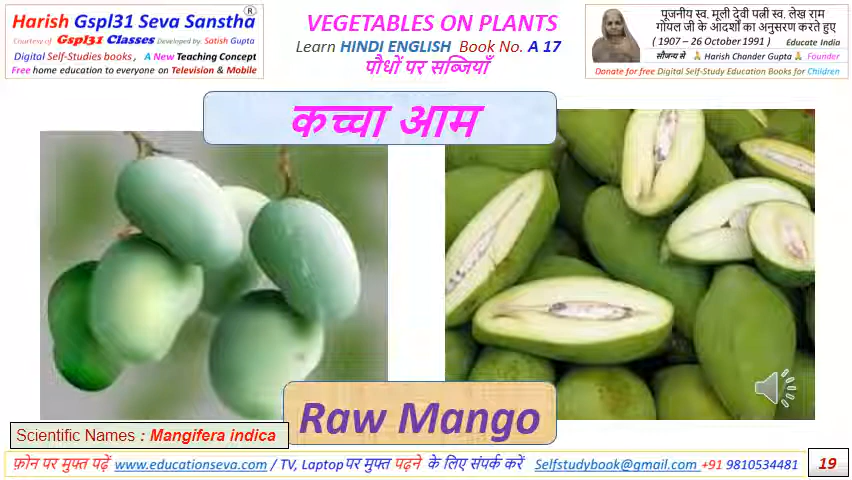 Harish Gspl31 Seva Sanstha ®
Courtesy of Gspl31 Classes Developed by. Satish Gupta
Digital Self-Studies books, A New Teaching Concept
Free home education to everyone on Television & Mobile
VEGETABLES ON PLANTS
Learn HINDI ENGLISH Book No. A 17
पौधों पर सब्जियाँ
पूजनीय स्व. मूली देवी पत्नी स्व. लेख राम
गोयल जी के आदर्शों का अनुसरण करते हुए
( 1907 – 26 October 1991 ) Educate India
सौजन्य से 🙏 Harish Chander Gupta 🙏 Founder
Donate for free Digital Self-Study Education Books for Children
कच्चा आम
Raw Mango
Scientific Names : Mangifera indica
फ़ोन पर मुफ्त पढ़ें www.educationseva.com / TV, Laptop पर मुफ्त पढ़ने के लिए संपर्क करें Selfstudybook@gmail.com +91 9810534481
19